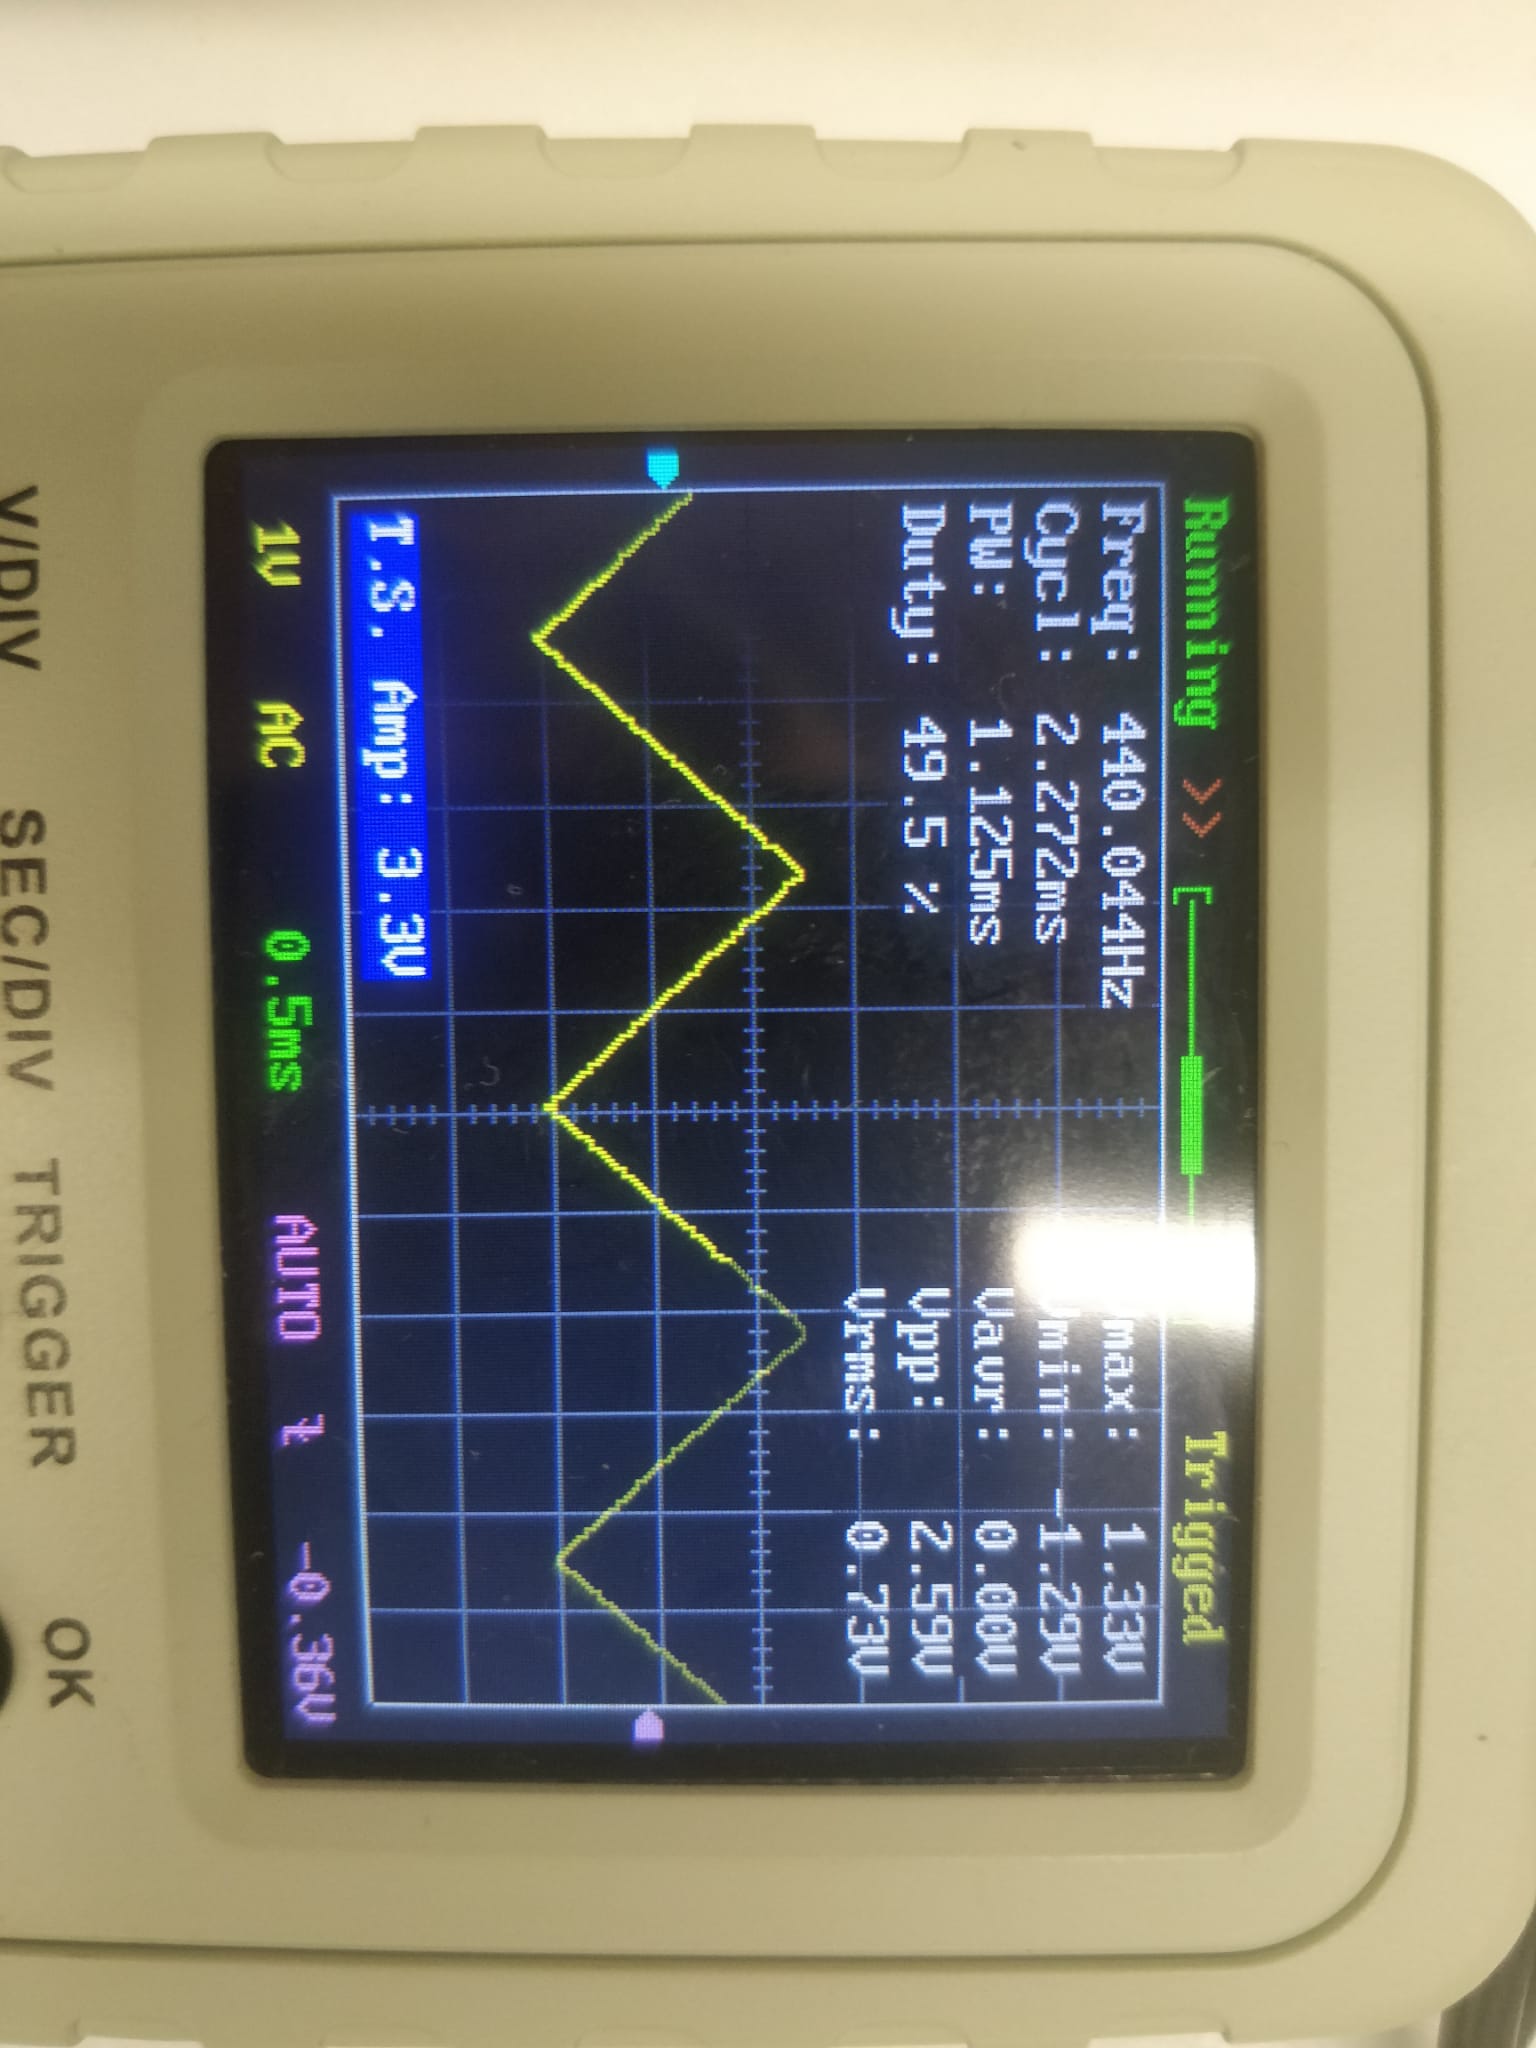 Running >> Trigged
Freq: 440.044Hz max: 1.33V
Cycl: 2.272ms Vmin: -1.29V
PW: 1.125ms Vavr: 0.00V
Duty: 49.5 % Vpp: 2.59V
Vrms: 0.73V
T.S. Amp: 3.3V
1V AC 0.5ms AUTO -0.36V
V/DIV SEC/DIV TRIGGER OK